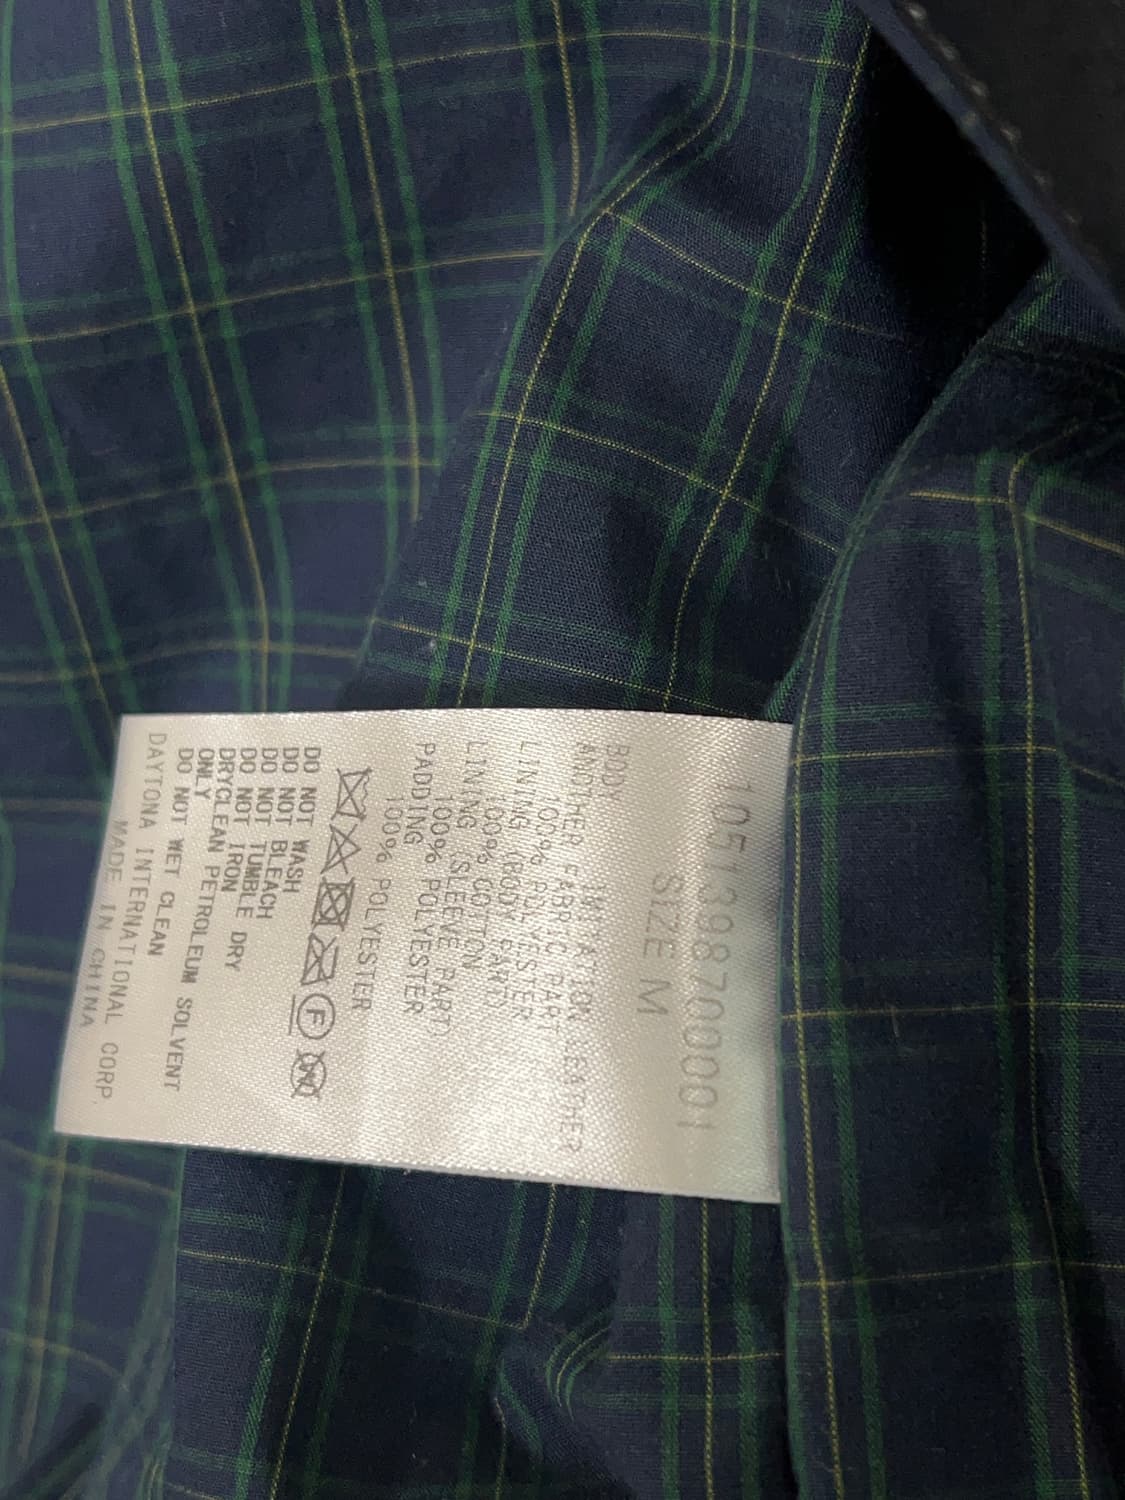 1051398700001
SIZE M
BODY
IMITATION LEATHER
ANOTHER FABRIC PART
100% POLYESTER
LINING (BODY PART)
100% COTTON
LINING (SLEEVE PART)
100% POLYESTER
PADDING
100% POLYESTER
F
W
DO NOT WASH
DO NOT BLEACH
DO NOT TUMBLE DRY
DO NOT IRON
DRYCLEAN PETROLEUM SOLVENT
ONLY
DO NOT WET CLEAN
DAYTONA INTERNATIONAL CORP.
MADE IN CHINA